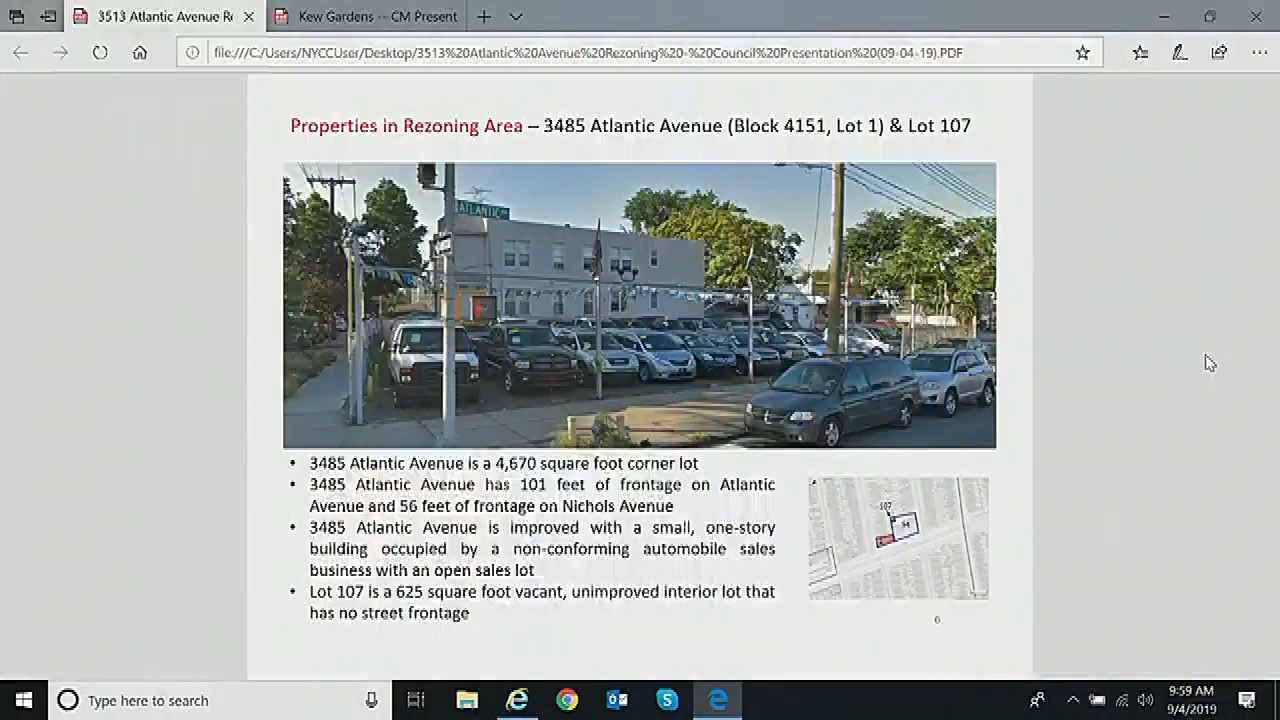 3513 Atlantic Avenue Re
Kew Gardens -- CM Present
file:///C:/Users/NYCCUser/Desktop/3513%20Atlantic%20Avenue%20Rezoning%20-%20Council%20Presentation%20(09-04-19).PDF
Properties in Rezoning Area – 3485 Atlantic Avenue (Block 4151, Lot 1) & Lot 107
ATLANTIC
• 3485 Atlantic Avenue is a 4,670 square foot corner lot
• 3485 Atlantic Avenue has 101 feet of frontage on Atlantic
Avenue and 56 feet of frontage on Nichols Avenue
• 3485 Atlantic Avenue is improved with a small, one-story
building occupied by a non-conforming automobile sales
business with an open sales lot
• Lot 107 is a 625 square foot vacant, unimproved interior lot that
has no street frontage
107
6
Type here to search
9:59 AM
9/4/2019